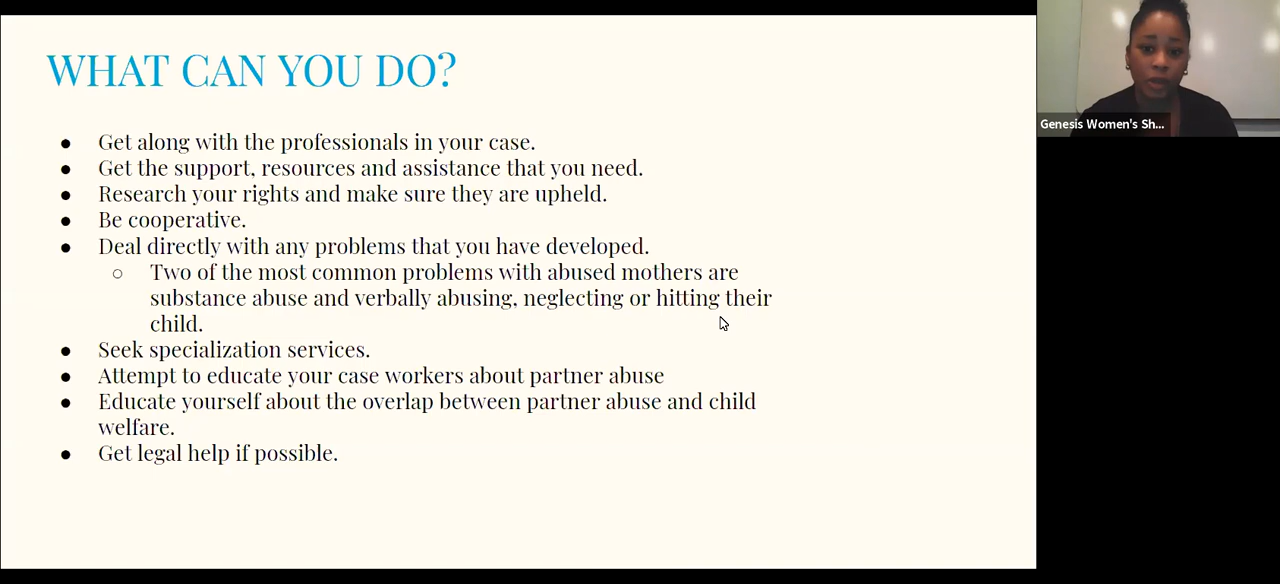 WHAT CAN YOU DO?
● Get along with the professionals in your case.
● Get the support, resources and assistance that you need.
● Research your rights and make sure they are upheld.
● Be cooperative.
● Deal directly with any problems that you have developed.
○ Two of the most common problems with abused mothers are
substance abuse and verbally abusing, neglecting or hitting their
child.
● Seek specialization services.
● Attempt to educate your case workers about partner abuse
● Educate yourself about the overlap between partner abuse and child
welfare.
● Get legal help if possible.
Genesis Women's Sh...